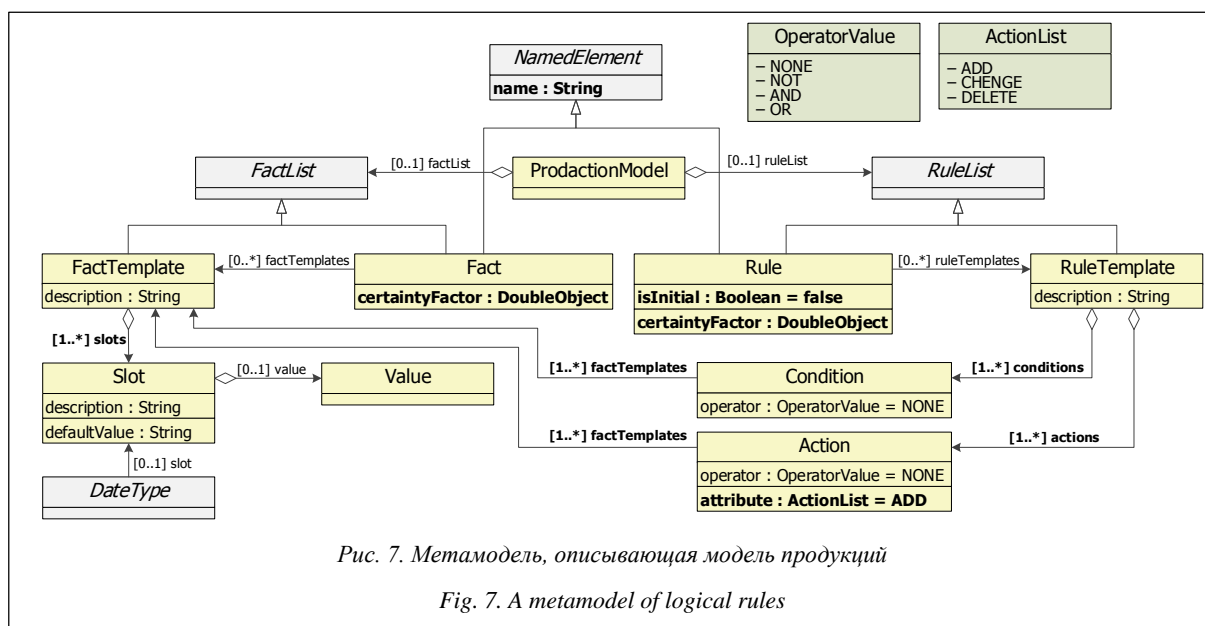 OperatorValue
– NONE
– NOT
– AND
– OR
ActionList
– ADD
– CHENGE
– DELETE
NamedElement
name : String
FactList
[0..1] factList
ProdactionModel
[0..1] ruleList
RuleList
FactTemplate
description : String
[0..*] factTemplates
Fact
certaintyFactor : DoubleObject
Rule
isInitial : Boolean = false
certaintyFactor : DoubleObject
[0..*] ruleTemplates
RuleTemplate
description : String
[1..*] slots
Slot
description : String
defaultValue : String
[0..1] value
Value
[1..*] factTemplates
Condition
operator : OperatorValue = NONE
[1..*] conditions
[1..*] factTemplates
Action
operator : OperatorValue = NONE
attribute : ActionList = ADD
[1..*] actions
[0..1] slot
DateType
Рис. 7. Метамодель, описывающая модель продукций
Fig. 7. A metamodel of logical rules